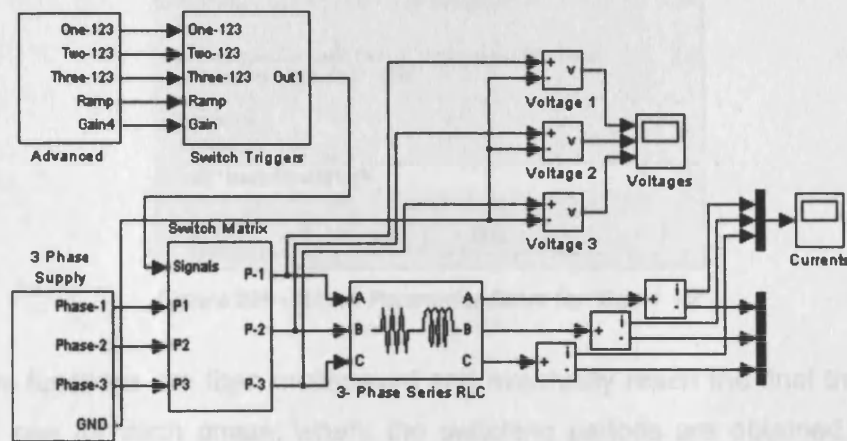 One-123
Two-123
Three-123
Ramp
Gain4
Advanced
One-123
Two-123
Three-123
Ramp
Gain
Out1
Switch Triggers
+
-
v
Voltage 1
+
-
v
Voltage 2
+
-
v
Voltage 3
Voltages
Currents
3 Phase
Supply
Phase-1
Phase-2
Phase-3
GND
Switch Matrix
Signals
P1
P2
P3
P-1
P-2
P-3
A
B
C
A
B
C
3- Phase Series RLC
+
i
-
+
i
-
+
i
-